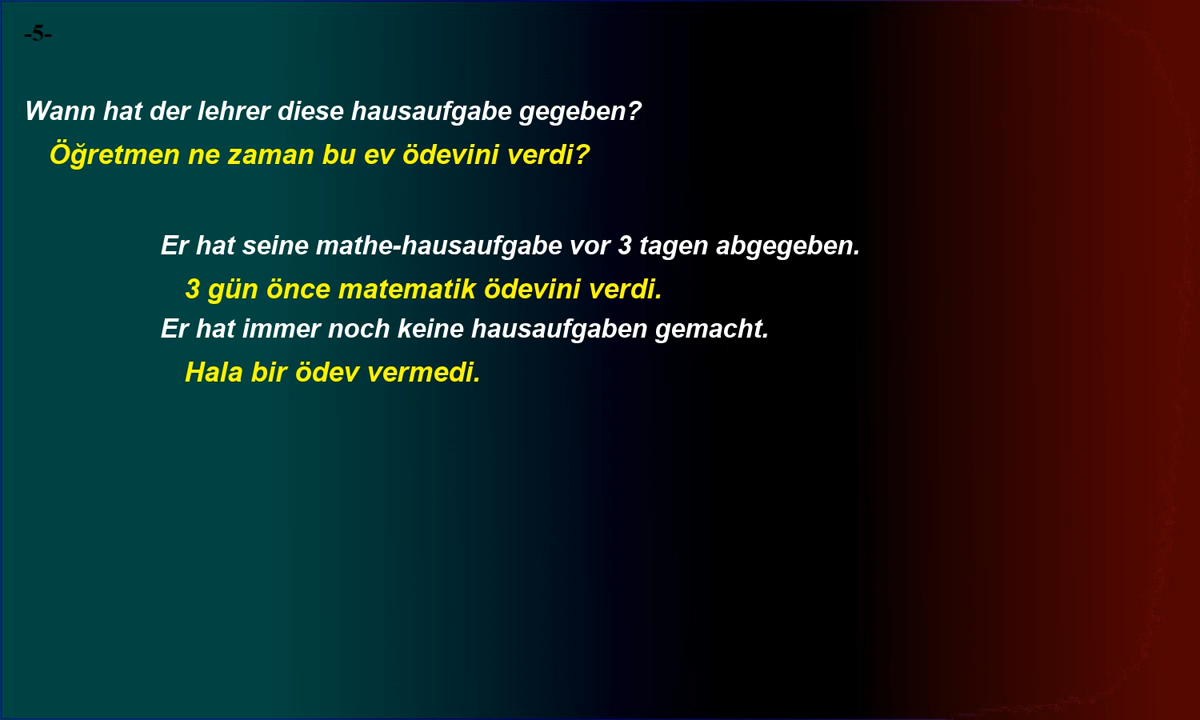 -5-
Wann hat der lehrer diese hausaufgabe gegeben?
Öğretmen ne zaman bu ev ödevini verdi?
Er hat seine mathe-hausaufgabe vor 3 tagen abgegeben.
3 gün önce matematik ödevini verdi.
Er hat immer noch keine hausaufgaben gemacht.
Hala bir ödev vermedi.